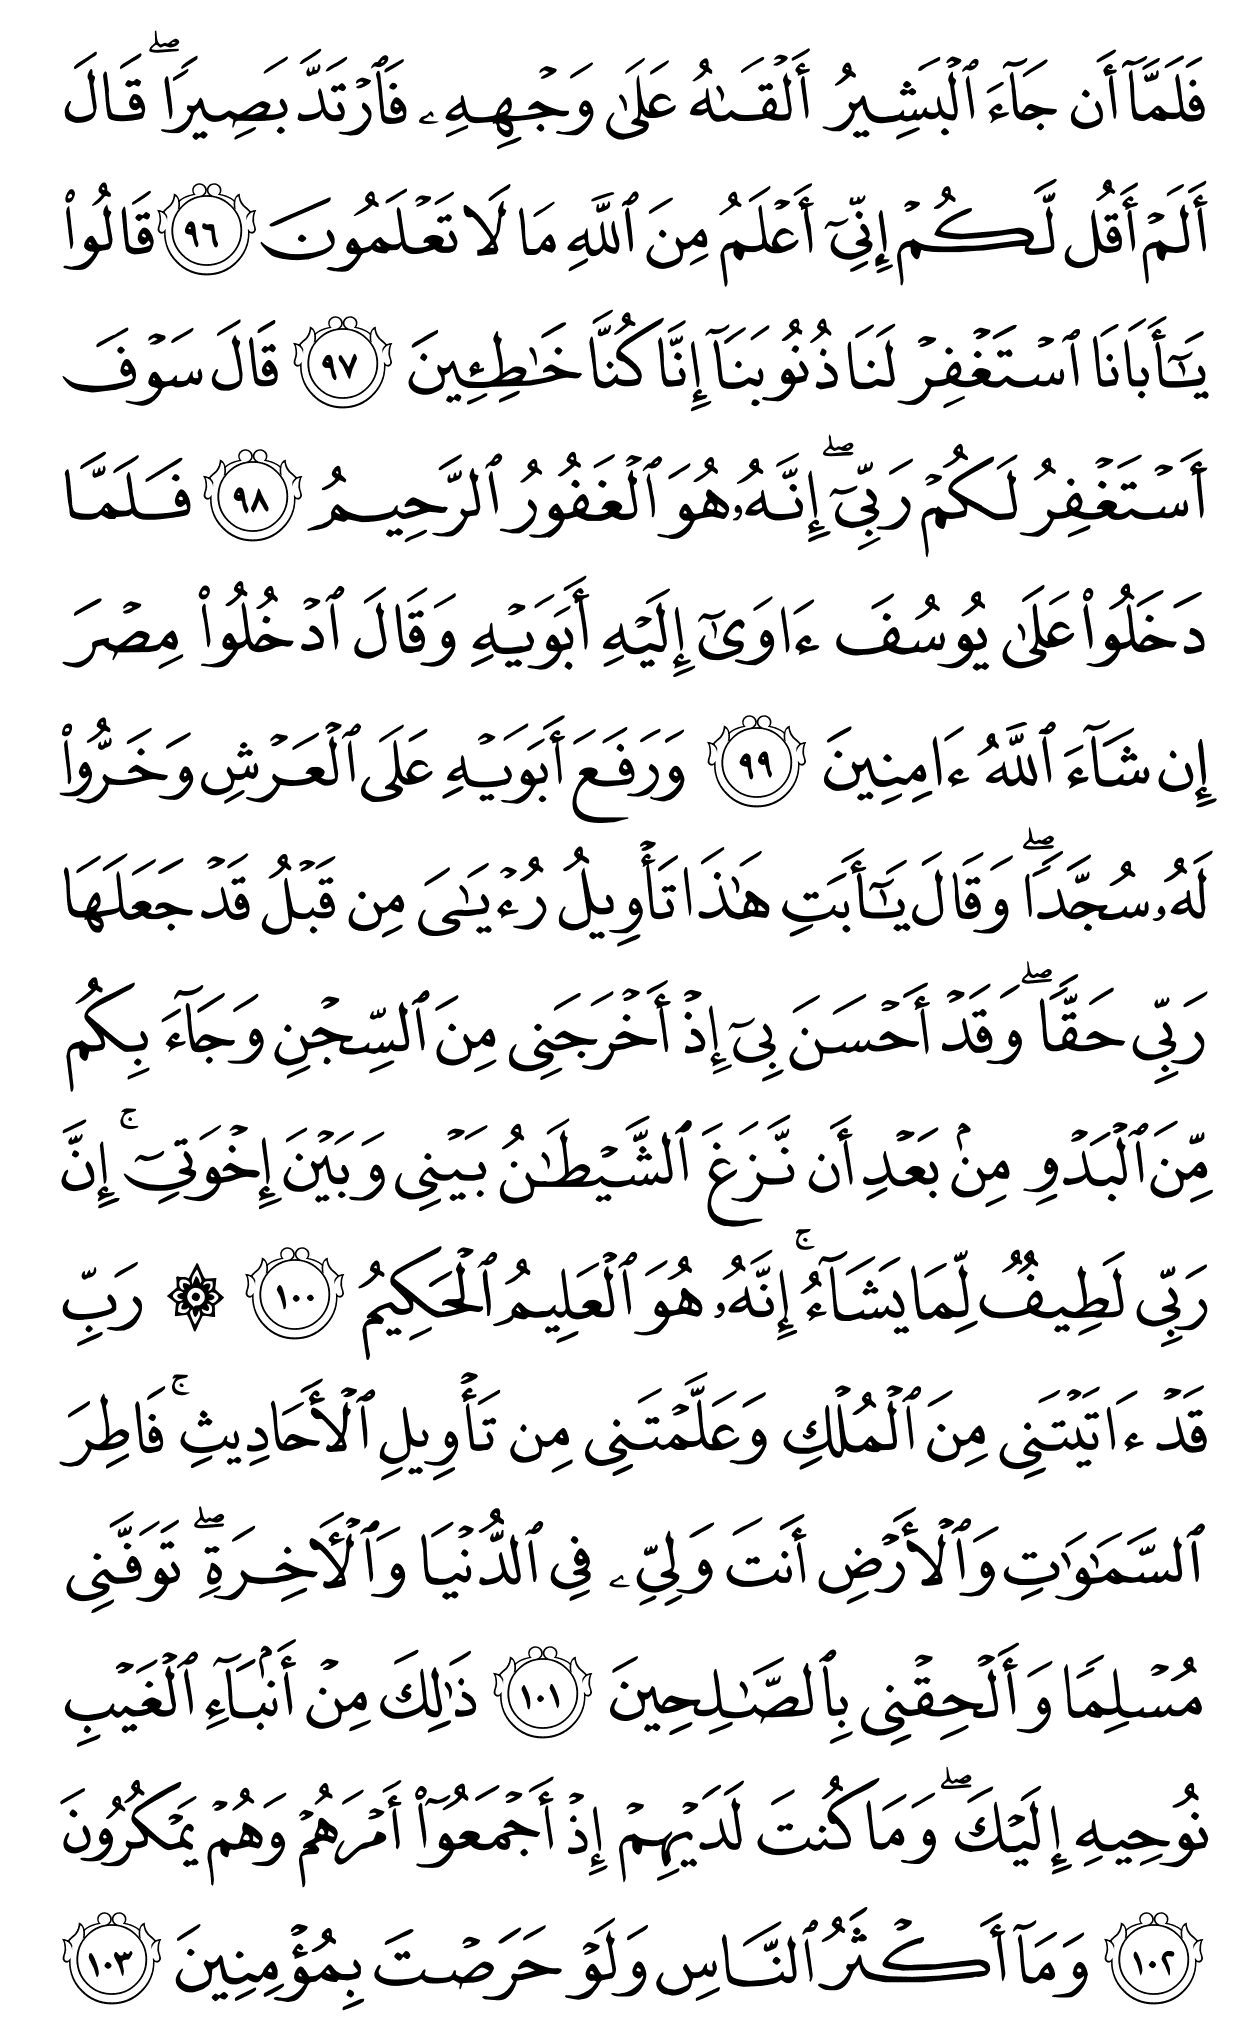 فَلَمَّآ أَن جَآءَ ٱلْبَشِيرُ أَلْقَىٰهُ عَلَىٰ وَجْهِهِۦ فَٱرْتَدَّ بَصِيرًا ۖ قَالَ
أَلَمْ أَقُل لَّكُمْ إِنِّىٓ أَعْلَمُ مِنَ ٱللَّهِ مَا لَا تَعْلَمُونَ ٩٦ قَالُوا۟
يَـٰٓأَبَانَا ٱسْتَغْفِرْ لَنَا ذُنُوبَنَآ إِنَّا كُنَّا خَـٰطِـِٔينَ ٩٧ قَالَ سَوْفَ
أَسْتَغْفِرُ لَكُمْ رَبِّىٓ ۖ إِنَّهُۥ هُوَ ٱلْغَفُورُ ٱلرَّحِيمُ ٩٨ فَلَمَّا
دَخَلُوا۟ عَلَىٰ يُوسُفَ ءَاوَىٰٓ إِلَيْهِ أَبَوَيْهِ وَقَالَ ٱدْخُلُوا۟ مِصْرَ
إِن شَآءَ ٱللَّهُ ءَامِنِينَ ٩٩ وَرَفَعَ أَبَوَيْهِ عَلَى ٱلْعَرْشِ وَخَرُّوا۟
لَهُۥ سُجَّدًا ۖ وَقَالَ يَـٰٓأَبَتِ هَـٰذَا تَأْوِيلُ رُءْيَـٰىَ مِن قَبْلُ قَدْ جَعَلَهَا
رَبِّى حَقًّا ۖ وَقَدْ أَحْسَنَ بِىٓ إِذْ أَخْرَجَنِى مِنَ ٱلسِّجْنِ وَجَآءَ بِكُم
مِّنَ ٱلْبَدْوِ مِنۢ بَعْدِ أَن نَّزَغَ ٱلشَّيْطَـٰنُ بَيْنِى وَبَيْنَ إِخْوَتِىٓ ۚ إِنَّ
رَبِّى لَطِيفٌ لِّمَا يَشَآءُ ۚ إِنَّهُۥ هُوَ ٱلْعَلِيمُ ٱلْحَكِيمُ ١٠٠ ۞ رَبِّ
قَدْ ءَاتَيْتَنِى مِنَ ٱلْمُلْكِ وَعَلَّمْتَنِى مِن تَأْوِيلِ ٱلْأَحَادِيثِ ۚ فَاطِرَ
ٱلسَّمَـٰوَٰتِ وَٱلْأَرْضِ أَنتَ وَلِىِّۦ فِى ٱلدُّنْيَا وَٱلْـَٔاخِرَةِ ۖ تَوَفَّنِى
مُسْلِمًا وَأَلْحِقْنِى بِٱلصَّـٰلِحِينَ ١٠١ ذَٰلِكَ مِنْ أَنۢبَآءِ ٱلْغَيْبِ
نُوحِيهِ إِلَيْكَ ۖ وَمَا كُنتَ لَدَيْهِمْ إِذْ أَجْمَعُوٓا۟ أَمْرَهُمْ وَهُمْ يَمْكُرُونَ
١٠٢ وَمَآ أَكْثَرُ ٱلنَّاسِ وَلَوْ حَرَصْتَ بِمُؤْمِنِينَ ١٠٣